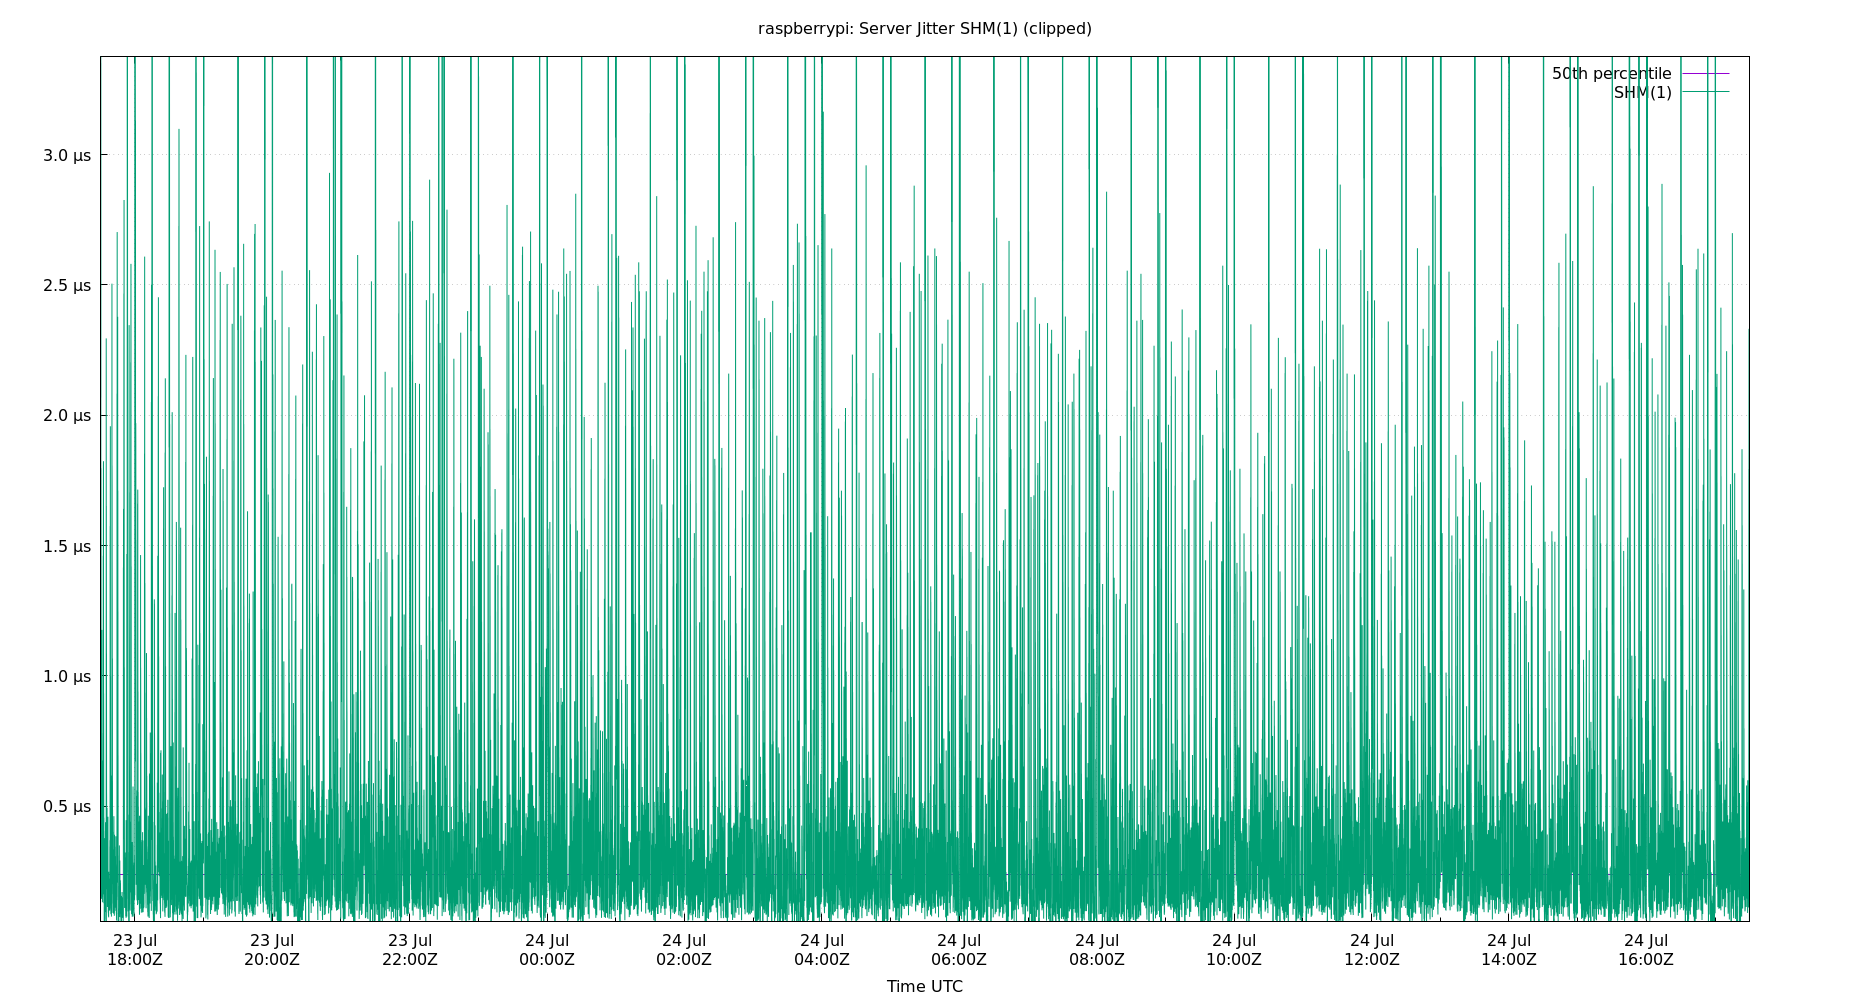 raspberrypi: Server Jitter SHM(1) (clipped)
50th percentile
SHM(1)
3.0 µs
2.5 µs
2.0 µs
1.5 µs
1.0 µs
0.5 µs
23 Jul 23 Jul 23 Jul 24 Jul 24 Jul 24 Jul 24 Jul 24 Jul 24 Jul 24 Jul 24 Jul 24 Jul
18:00Z 20:00Z 22:00Z 00:00Z 02:00Z 04:00Z 06:00Z 08:00Z 10:00Z 12:00Z 14:00Z 16:00Z
Time UTC